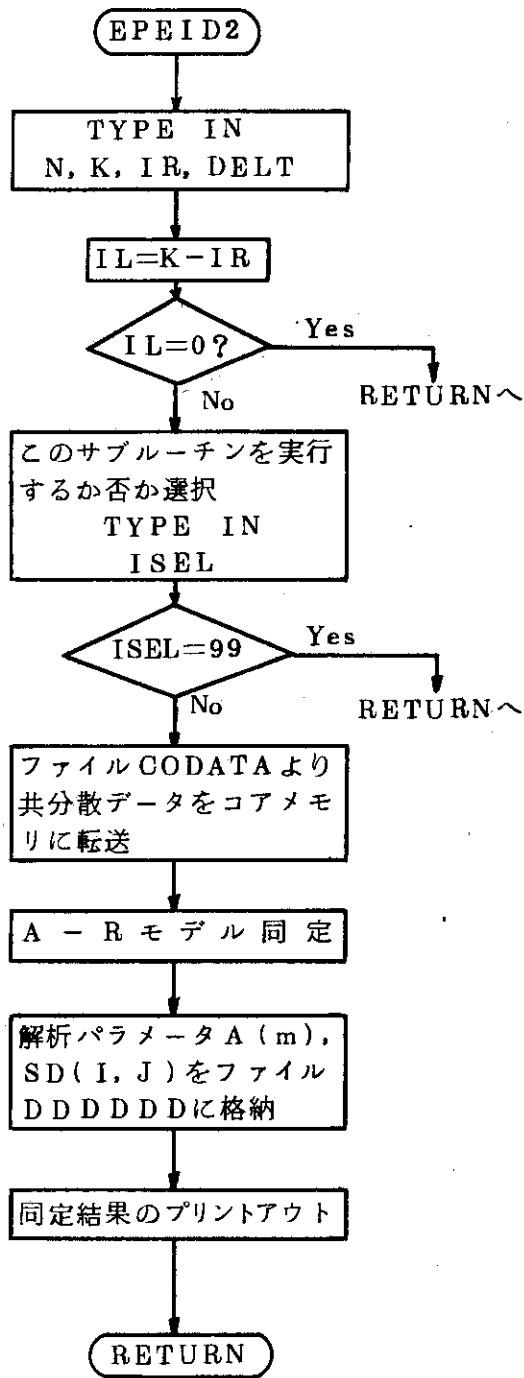 EPEID2
TYPE IN
N, K, IR, DELT
IL=K-IR
IL=0?
Yes
RETURNへ
No
このサブルーチンを実行
するか否か選択
TYPE IN
ISEL
ISEL=99
Yes
RETURNへ
No
ファイルCODATAより
共分散データをコアメモ
リに転送
A-Rモデル同定
解析パラメータA(m),
SD(I, J)をファイル
DDDDDDに格納
同定結果のプリントアウト
RETURN